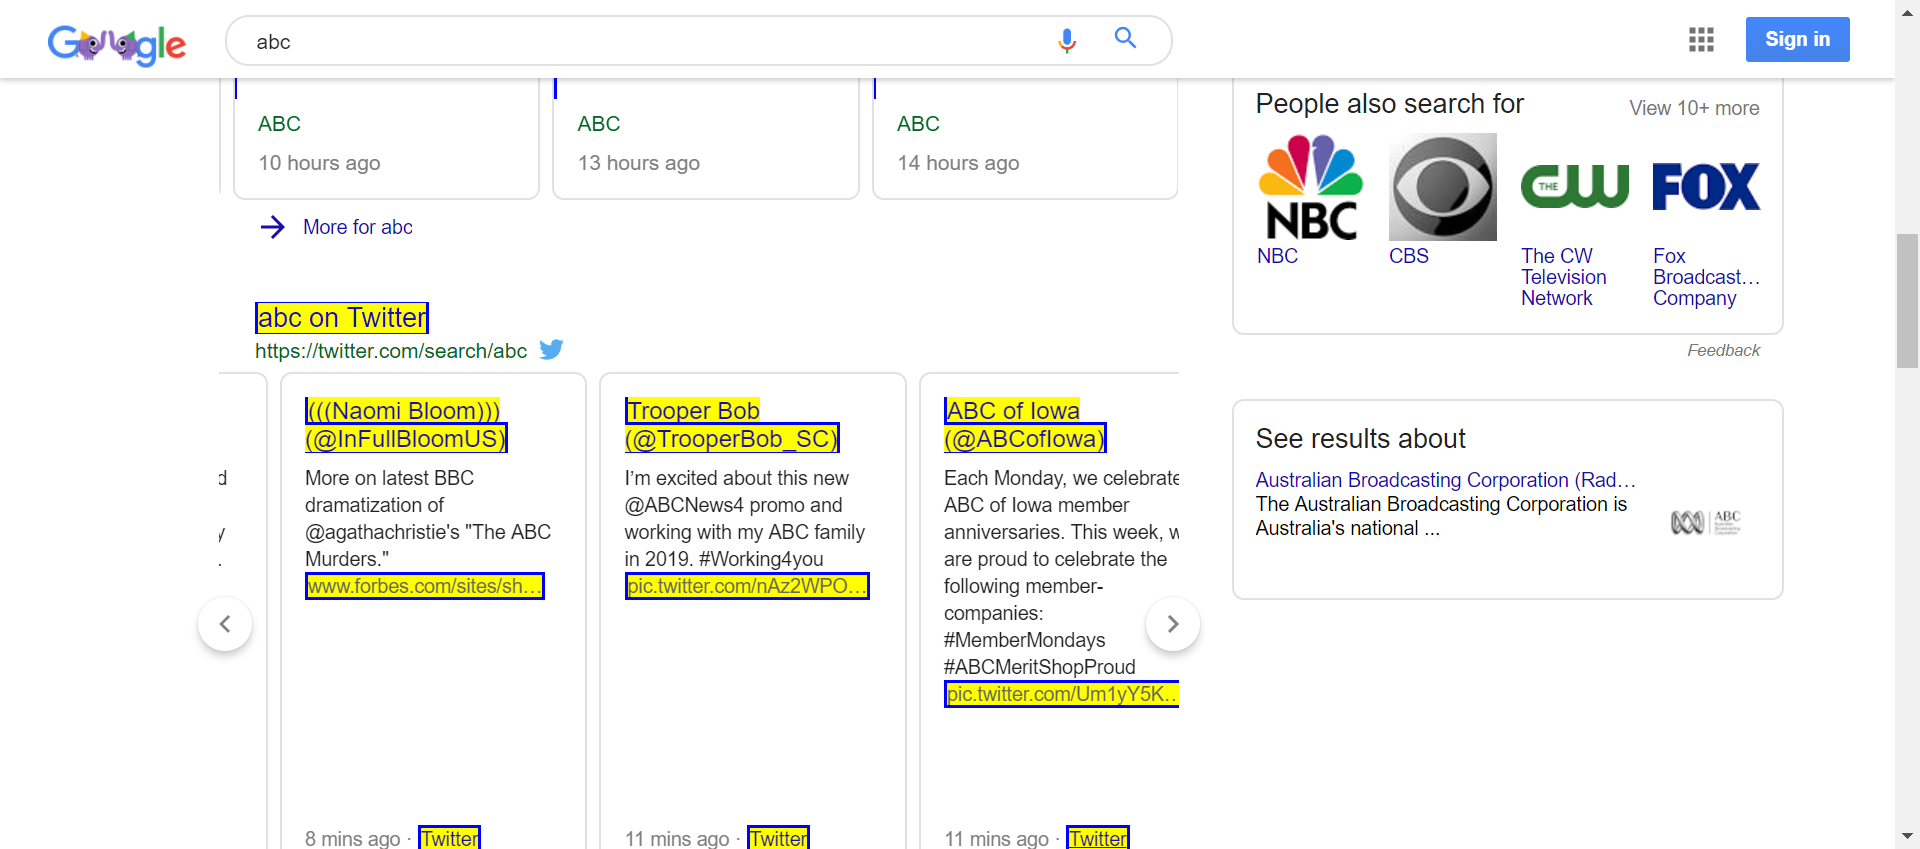 Google
abc
Sign in
ABC
10 hours ago
ABC
13 hours ago
ABC
14 hours ago
More for abc
abc on Twitter
https://twitter.com/search/abc
(((Naomi Bloom)))
(@InFullBloomUS)
More on latest BBC
dramatization of
@agathachristie's "The ABC
Murders."
www.forbes.com/sites/sh...
8 mins ago · Twitter
Trooper Bob
(@TrooperBob_SC)
I’m excited about this new
@ABCNews4 promo and
working with my ABC family
in 2019. #Working4you
pic.twitter.com/nAz2WPO...
11 mins ago · Twitter
ABC of Iowa
(@ABCofIowa)
Each Monday, we celebrate
ABC of Iowa member
anniversaries. This week, w
are proud to celebrate the
following member-
companies:
#MemberMondays
#ABCMeritShopProud
pic.twitter.com/Um1yY5K...
11 mins ago · Twitter
People also search for
View 10+ more
NBC
THE CW
FOX
NBC
CBS
The CW
Television
Network
Fox
Broadcast...
Company
Feedback
See results about
Australian Broadcasting Corporation (Rad...
The Australian Broadcasting Corporation is
Australia's national ...
ABC